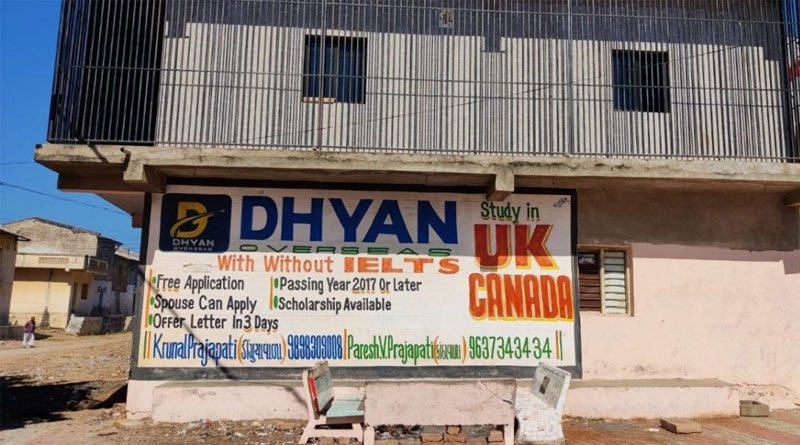 D
DHYAN
OVERSEAS
DHYAN
OVERSEAS
Study in
UK
CANADA
With Without IELTS
Free Application
Spouse Can Apply
Offer Letter In 3 Days
Passing Year 2017 Or Later
Scholarship Available
Krunal Prajapati 9898309008
Paresh.V.Prajapati 9637343434